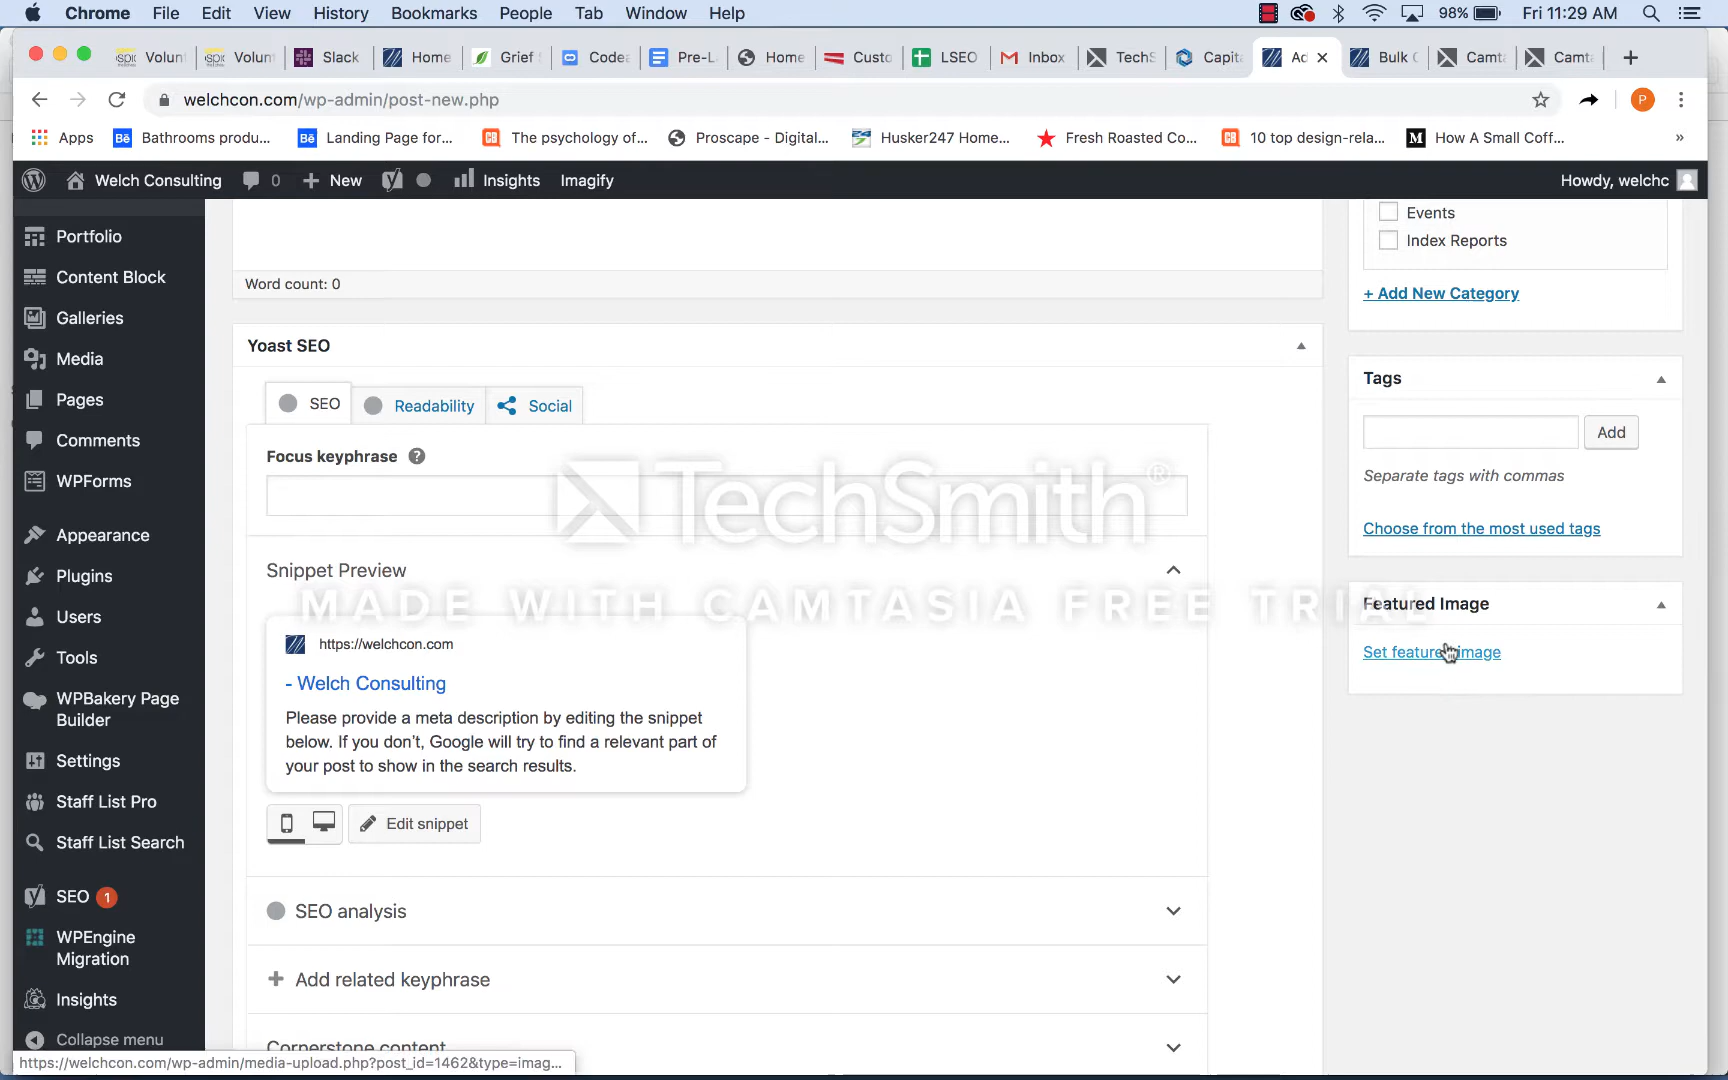 Chrome File Edit View History Bookmarks People Tab Window Help 98% Fri 11:29 AM
Volun Volun Slack Home Grief Codea Pre-L Home Custo LSEO Inbox TechS Capit Ad Bulk Camta Camta
welchcon.com/wp-admin/post-new.php P
Apps Bathrooms produ... Landing Page for... The psychology of... Proscape - Digital... Husker247 Home... Fresh Roasted Co... 10 top design-rela... How A Small Coff... »
Welch Consulting 0 + New Insights Imagify Howdy, welchc
Portfolio
Content Block
Galleries
Media
Pages
Comments
WPForms
Appearance
Plugins
Users
Tools
WPBakery Page
Builder
Settings
Staff List Pro
Staff List Search
SEO 1
WPEngine
Migration
Insights
Collapse menu
Word count: 0
Yoast SEO
SEO Readability Social
Focus keyphrase ?
TechSmith®
Snippet Preview
MADE WITH CAMTASIA FREE TRIAL
https://welchcon.com
- Welch Consulting
Please provide a meta description by editing the snippet
below. If you don't, Google will try to find a relevant part of
your post to show in the search results.
Edit snippet
SEO analysis
+ Add related keyphrase
Cornerstone content
Events
Index Reports
+ Add New Category
Tags
Add
Separate tags with commas
Choose from the most used tags
Featured Image
Set featured image
https://welchcon.com/wp-admin/media-upload.php?post_id=1462&type=imag...